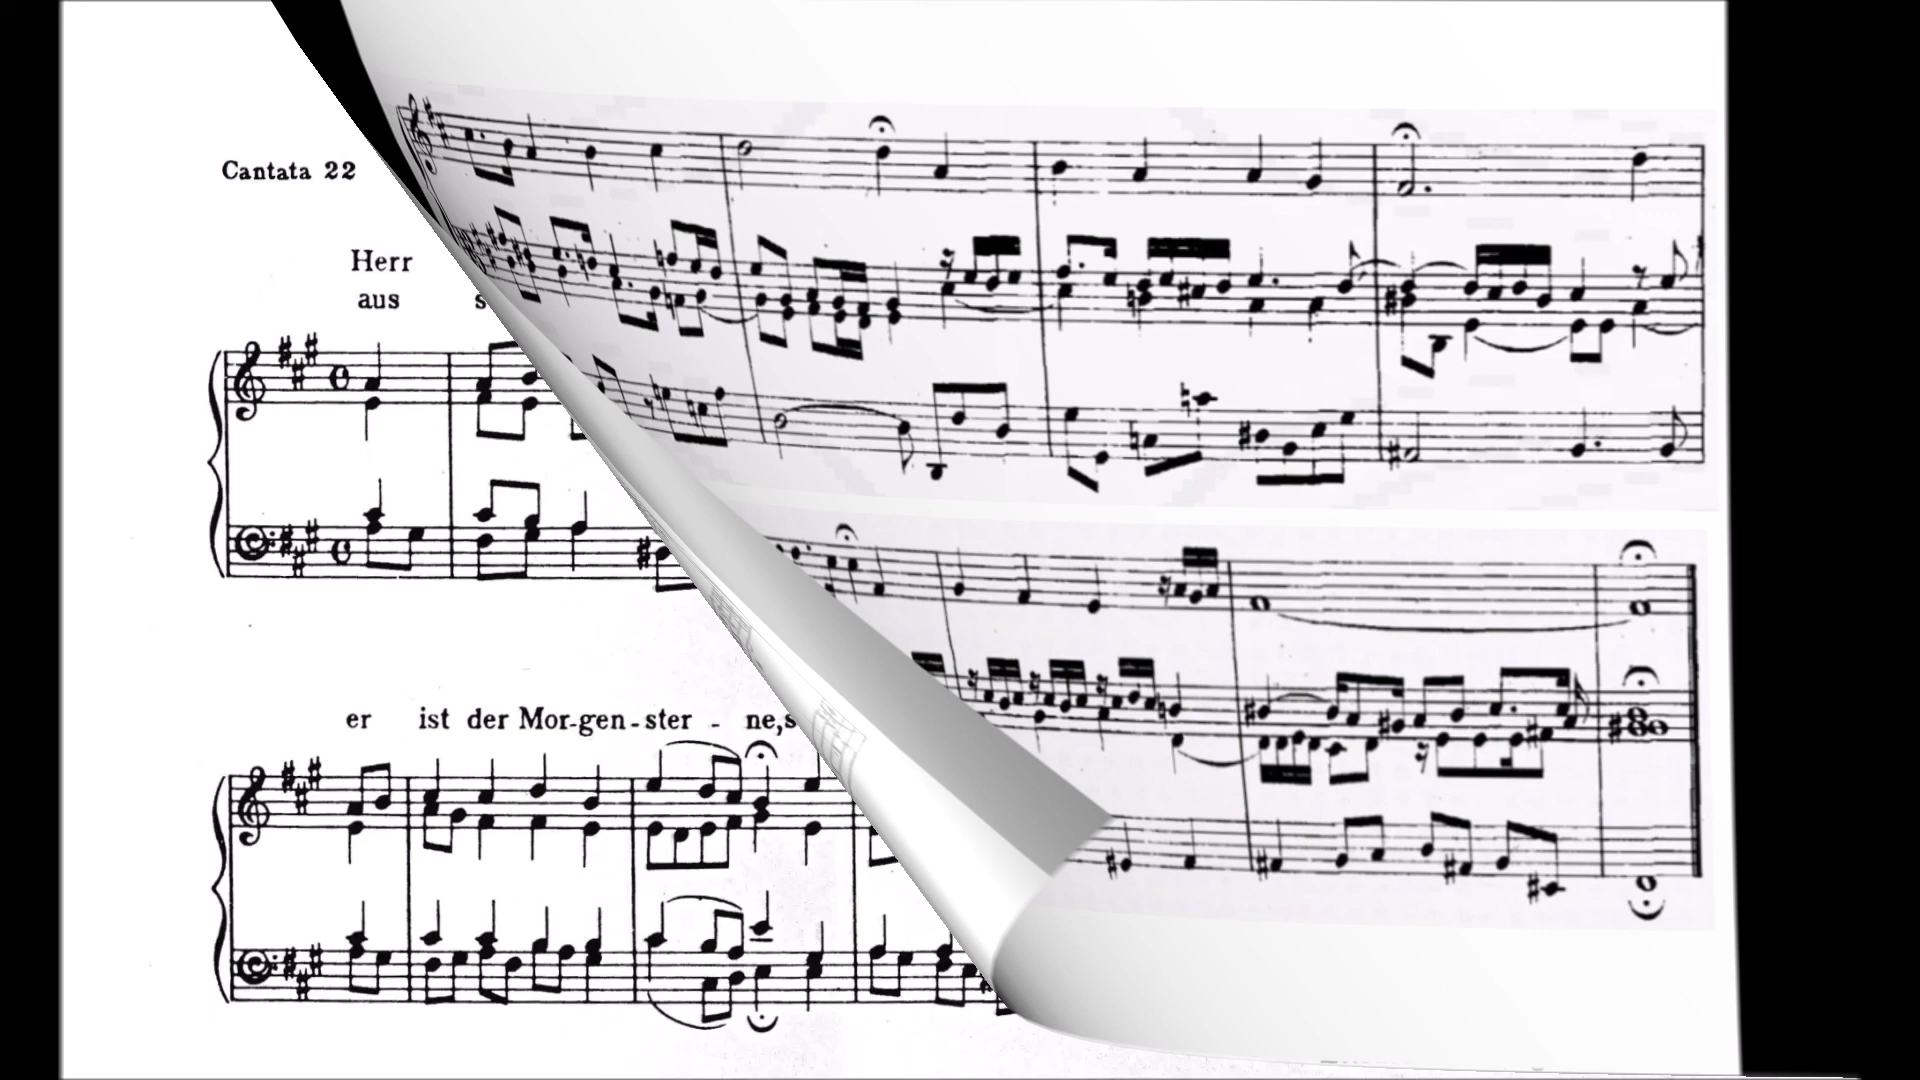 Cantata 22
Herr
aus s
er ist der Mor-gen-ster - ne,s